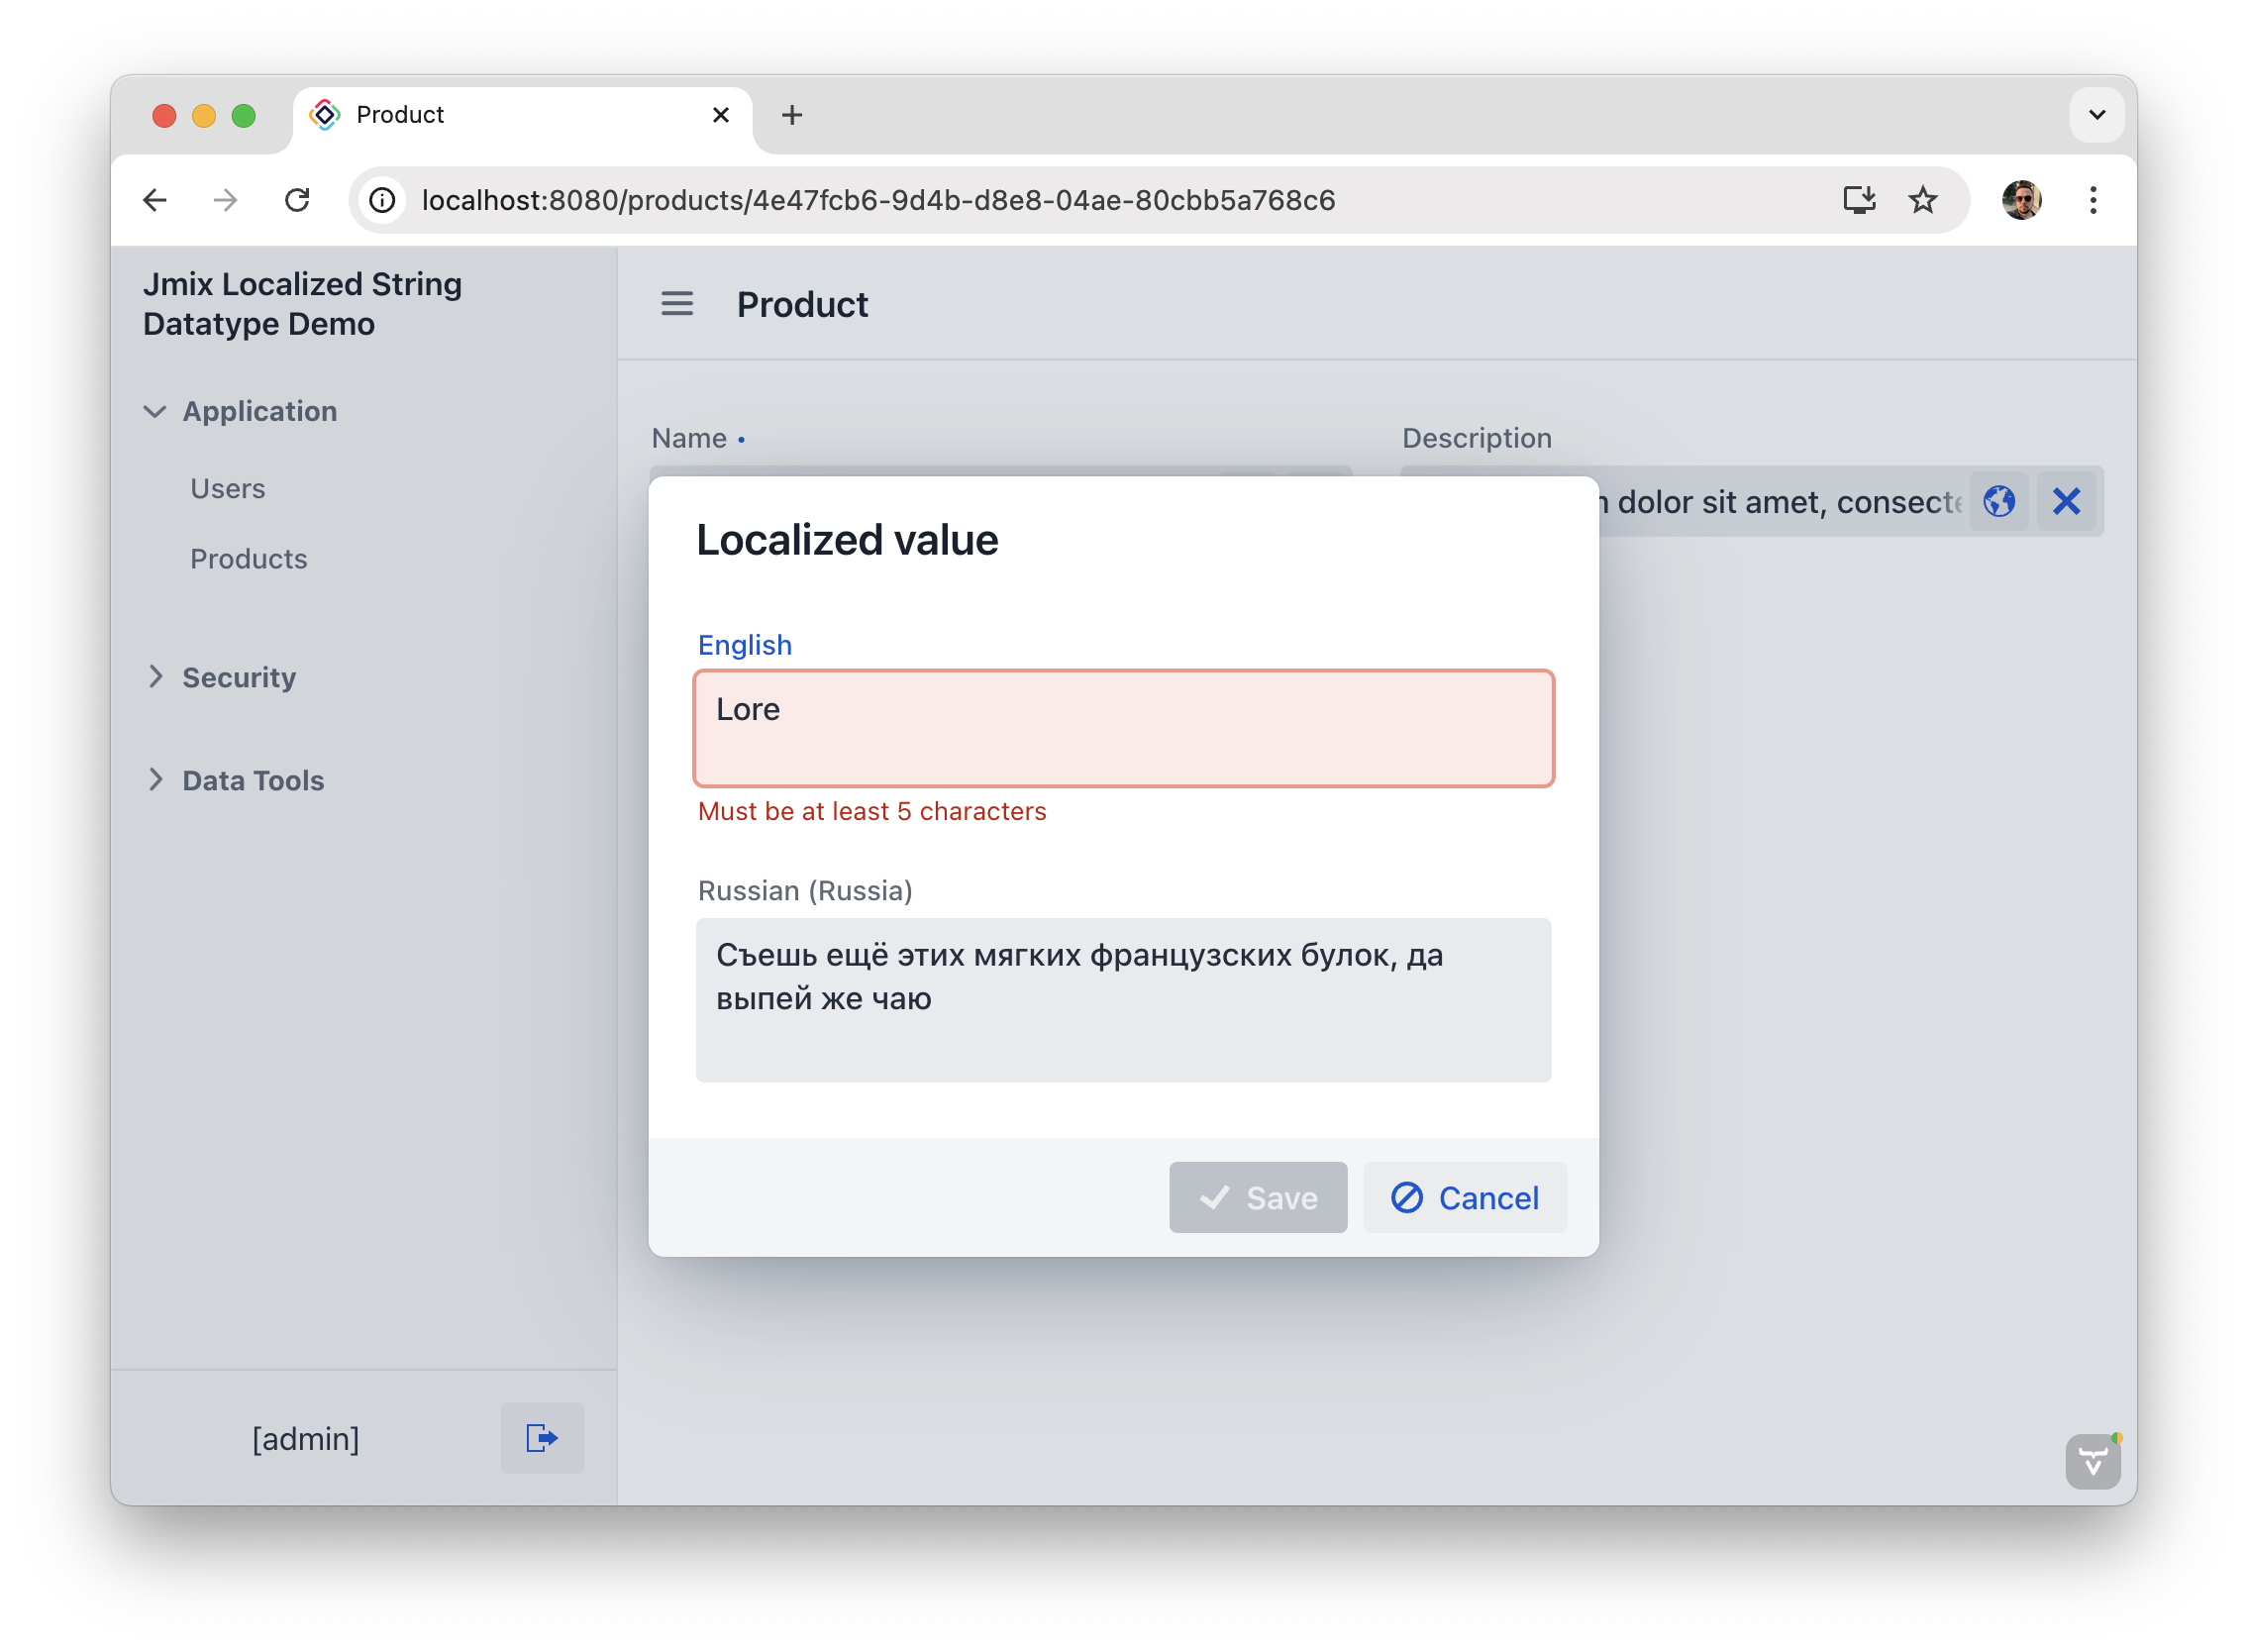 Product
localhost:8080/products/4e47fcb6-9d4b-d8e8-04ae-80cbb5a768c6
Jmix Localized String
Datatype Demo
Product
Application
Users
Products
Security
Data Tools
Name •
Description
dolor sit amet, consecte
Localized value
English
Lore
Must be at least 5 characters
Russian (Russia)
Съешь ещё этих мягких французских булок, да
выпей же чаю
Save
Cancel
[admin]